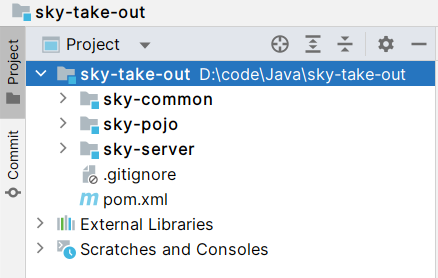 sky-take-out
Project
Project
sky-take-out D:\code\Java\sky-take-out
sky-common
sky-pojo
sky-server
.gitignore
m pom.xml
External Libraries
Scratches and Consoles
Commit